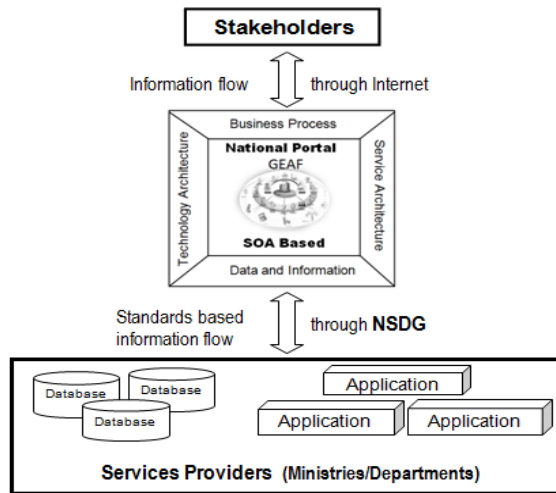 Stakeholders
Information flow through Internet
Business Process
Technology Architecture
National Portal
GEAF
SOA Based
Service Architecture
Data and Information
Standards based
information flow
through NSDG
Database
Database
Database
Application
Application
Application
Services Providers (Ministries/Departments)